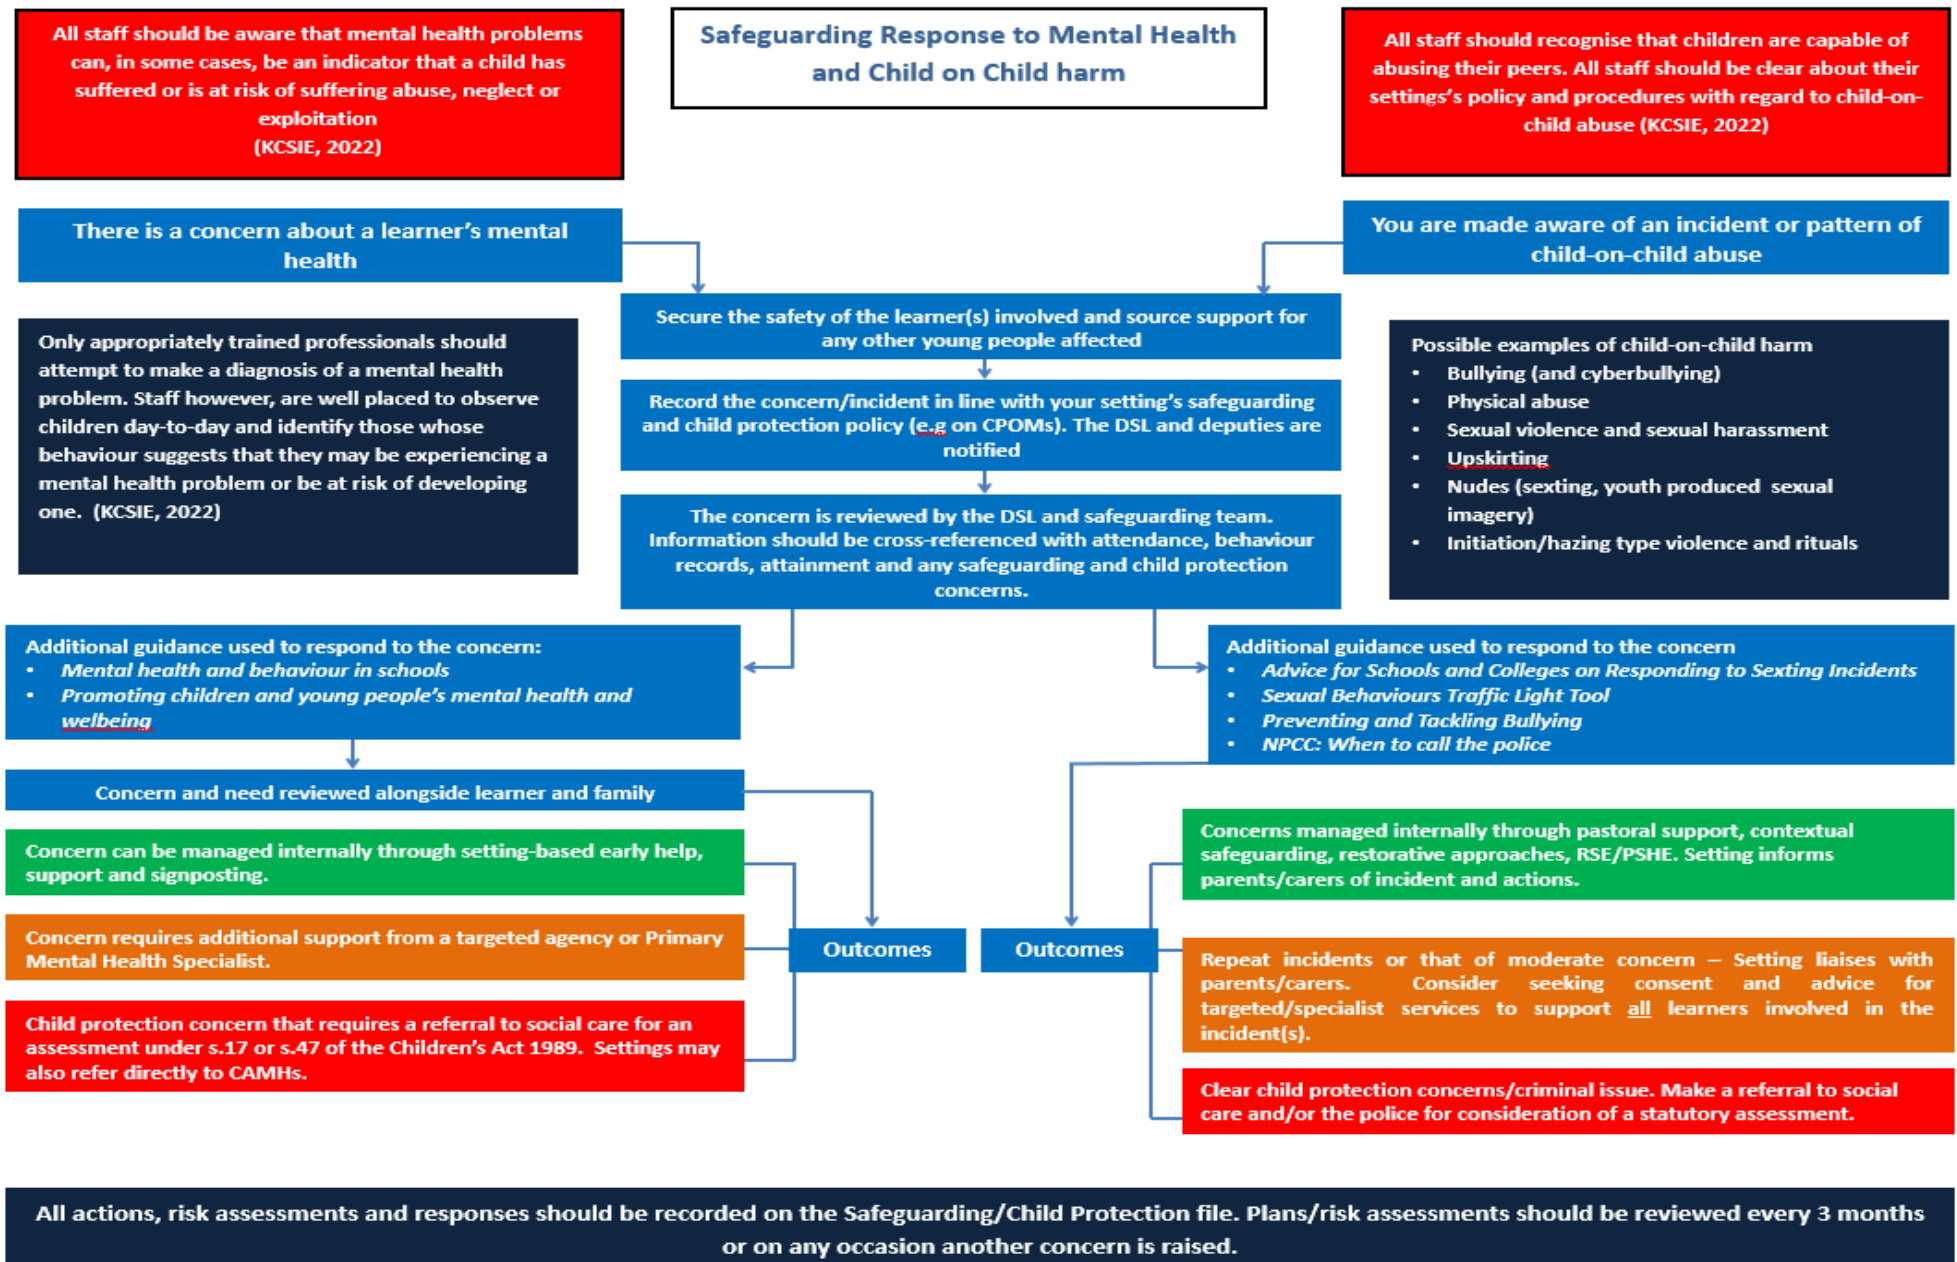 All staff should be aware that mental health problems
can, in some cases, be an indicator that a child has
suffered or is at risk of suffering abuse, neglect or
exploitation
(KCSIE, 2022)
Safeguarding Response to Mental Health
and Child on Child harm
All staff should recognise that children are capable of
abusing their peers. All staff should be clear about their
settings's policy and procedures with regard to child-on-
child abuse (KCSIE, 2022)
There is a concern about a learner's mental
health
You are made aware of an incident or pattern of
child-on-child abuse
Secure the safety of the learner(s) involved and source support for
any other young people affected
Only appropriately trained professionals should
attempt to make a diagnosis of a mental health
problem. Staff however, are well placed to observe
children day-to-day and identify those whose
behaviour suggests that they may be experiencing a
mental health problem or be at risk of developing
one.  (KCSIE, 2022)
Record the concern/incident in line with your setting's safeguarding
and child protection policy (e.g on CPOMs). The DSL and deputies are
notified
Possible examples of child-on-child harm
• Bullying (and cyberbullying)
• Physical abuse
• Sexual violence and sexual harassment
• Upskirting
• Nudes (sexting, youth produced  sexual
imagery)
• Initiation/hazing type violence and rituals
The concern is reviewed by the DSL and safeguarding team.
Information should be cross-referenced with attendance, behaviour
records, attainment and any safeguarding and child protection
concerns.
Additional guidance used to respond to the concern:
• Mental health and behaviour in schools
• Promoting children and young people's mental health and
welbeing
Additional guidance used to respond to the concern
• Advice for Schools and Colleges on Responding to Sexting Incidents
• Sexual Behaviours Traffic Light Tool
• Preventing and Tackling Bullying
• NPCC: When to call the police
Concern and need reviewed alongside learner and family
Concern can be managed internally through setting-based early help,
support and signposting.
Concern requires additional support from a targeted agency or Primary
Mental Health Specialist.
Child protection concern that requires a referral to social care for an
assessment under s.17 or s.47 of the Children's Act 1989.  Settings may
also refer directly to CAMHs.
Outcomes
Outcomes
Concerns managed internally through pastoral support, contextual
safeguarding, restorative approaches, RSE/PSHE. Setting informs
parents/carers of incident and actions.
Repeat incidents or that of moderate concern – Setting liaises with
parents/carers. Consider seeking consent and advice for
targeted/specialist services to support all learners involved in the
incident(s).
Clear child protection concerns/criminal issue. Make a referral to social
care and/or the police for consideration of a statutory assessment.
All actions, risk assessments and responses should be recorded on the Safeguarding/Child Protection file. Plans/risk assessments should be reviewed every 3 months
or on any occasion another concern is raised.